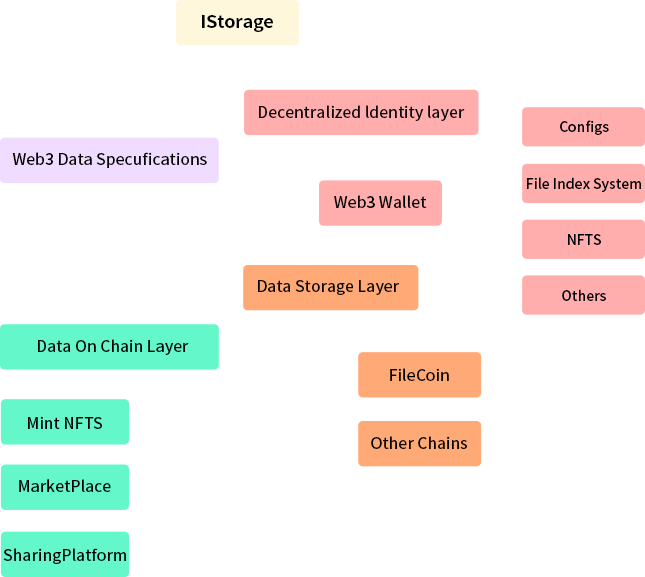 IStorage
Decentralized Identity layer
Configs
Web3 Data Specufications
File Index System
Web3 Wallet
NFTS
Data Storage Layer
Others
Data On Chain Layer
FileCoin
Mint NFTS
Other Chains
MarketPlace
SharingPlatform